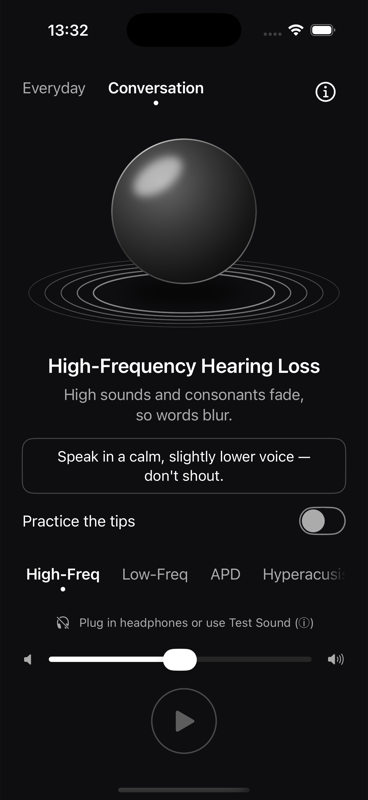 13:32
Everyday Conversation
High-Frequency Hearing Loss
High sounds and consonants fade,
so words blur.
Speak in a calm, slightly lower voice —
don't shout.
Practice the tips
High-Freq Low-Freq APD Hyperacusis
Plug in headphones or use Test Sound (ⓘ)